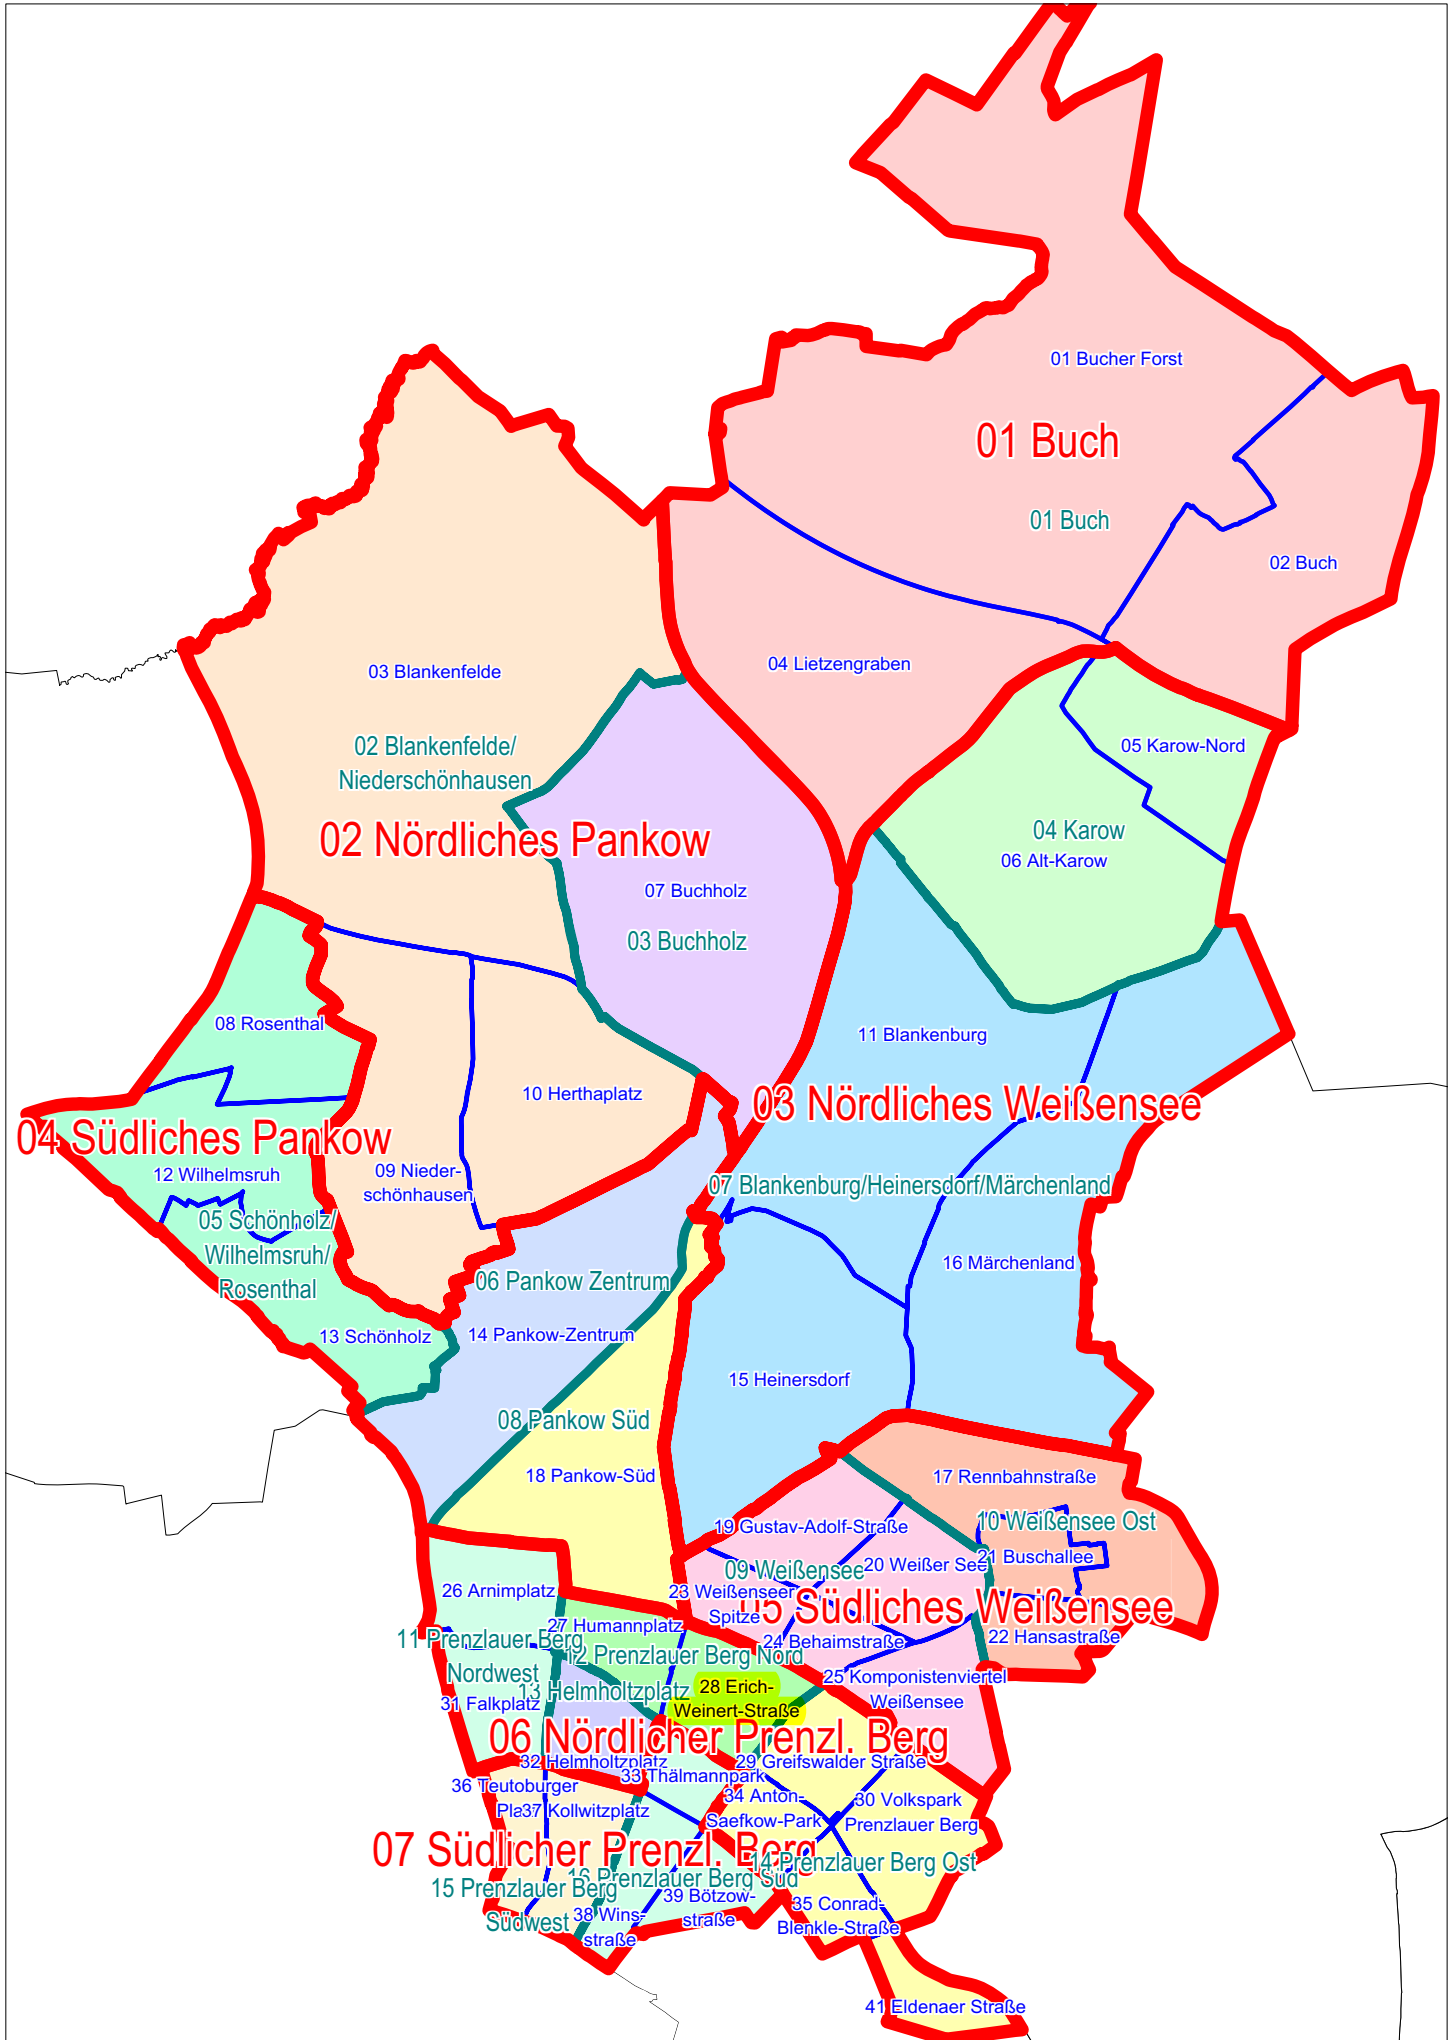 01 Bucher Forst
01 Buch
01 Buch
02 Buch
04 Lietzengraben
03 Blankenfelde
02 Blankenfelde/
Niederschönhausen
02 Nördliches Pankow
05 Karow-Nord
04 Karow
06 Alt-Karow
07 Buchholz
03 Buchholz
08 Rosenthal
11 Blankenburg
10 Herthaplatz
03 Nördliches Weißensee
04 Südliches Pankow
12 Wilhelmsruh
09 Nieder-
schönhausen
07 Blankenburg/Heinersdorf/Märchenland
05 Schönholz/
Wilhelmsruh/
Rosenthal
16 Märchenland
06 Pankow Zentrum
13 Schönholz
14 Pankow-Zentrum
15 Heinersdorf
08 Pankow Süd
18 Pankow-Süd
17 Rennbahnstraße
19 Gustav-Adolf-Straße
10 Weißensee Ost
20 Weißer See
21 Buschallee
09 Weißensee
26 Arnimplatz
23 Weißenseer
Spitze
05 Südliches Weißensee
27 Humannplatz
24 Behaimstraße
22 Hansastraße
11 Prenzlauer Berg
Nordwest
12 Prenzlauer Berg Nord
25 Komponistenviertel
Weißensee
13 Helmholtzplatz
28 Erich-
Weinert-Straße
31 Falkplatz
06 Nördlicher Prenzl. Berg
32 Helmholtzplatz
29 Greifswalder Straße
33 Thälmannpark
36 Teutoburger
Platz
37 Kollwitzplatz
34 Anton-
Saefkow-Park
30 Volkspark
Prenzlauer Berg
07 Südlicher Prenzl. Berg
14 Prenzlauer Berg Ost
16 Prenzlauer Berg Süd
15 Prenzlauer Berg
Südwest
39 Bötzow-
straße
38 Wins-
straße
35 Conrad-
Blenkle-Straße
41 Eldenaer Straße